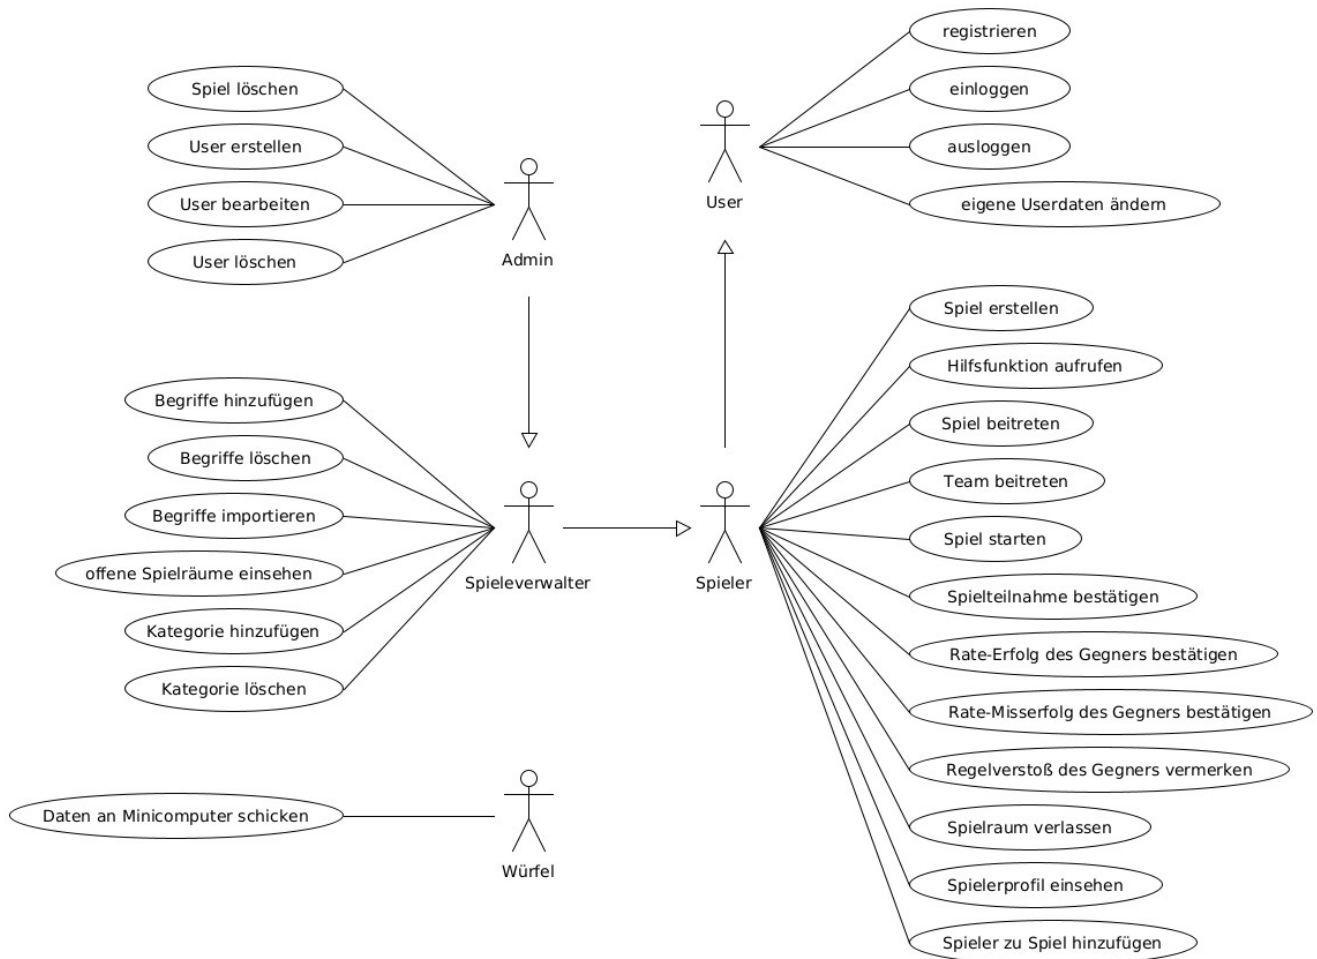 registrieren
Spiel löschen
einloggen
User erstellen
ausloggen
User bearbeiten
User
eigene Userdaten ändern
User löschen
Admin
Spiel erstellen
Hilfsfunktion aufrufen
Begriffe hinzufügen
Spiel beitreten
Begriffe löschen
Team beitreten
Begriffe importieren
Spiel starten
offene Spielräume einsehen
Spieleverwalter
Spieler
Spielteilnahme bestätigen
Kategorie hinzufügen
Rate-Erfolg des Gegners bestätigen
Kategorie löschen
Rate-Misserfolg des Gegners bestätigen
Regelverstoß des Gegners vermerken
Daten an Minicomputer schicken
Spielraum verlassen
Würfel
Spielerprofil einsehen
Spieler zu Spiel hinzufügen